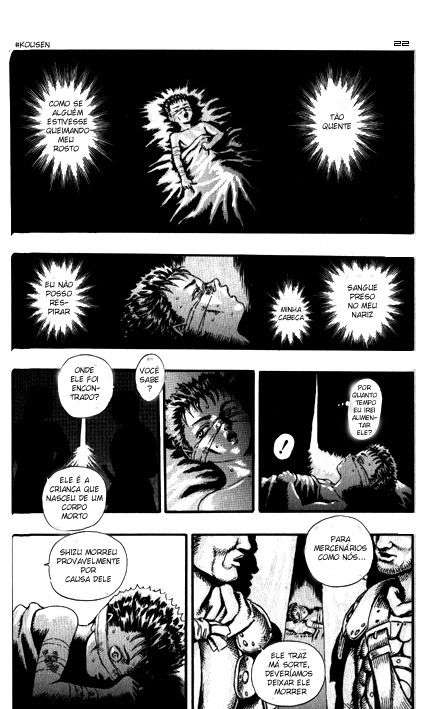 #KOUSEN
22
COMO SE
ALGUÉM
ESTIVESSE
QUEIMANDO
MEU
ROSTO
TÃO
QUENTE
EU NÃO
POSSO
RES-
PIRAR
MINHA
CABEÇA
SANGUE
PRESO
NO MEU
NARIZ
ONDE
ELE FOI
ENCON-
TRADO?
VOCÊ
SABE
?
ELE É A
CRIANÇA QUE
NASCEU DE UM
CORPO
MORTO
POR
QUANTO
TEMPO
EU IREI
ALIMEN-
TAR
ELE?
!
SHIZU MORREU
PROVAVELMENTE
POR
CAUSA DELE
PARA
MERCENÁRIOS
COMO NÓS...
ELE TRAZ
MÁ SORTE,
DEVERÍAMOS
DEIXAR ELE
MORRER